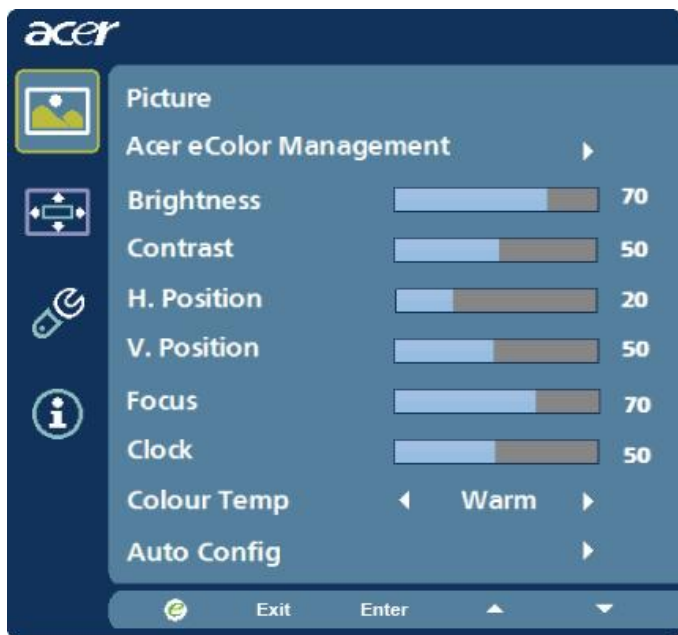 acer
Picture
Acer eColor Management
Brightness 70
Contrast 50
H. Position 20
V. Position 50
Focus 70
Clock 50
Colour Temp Warm
Auto Config
e Exit Enter